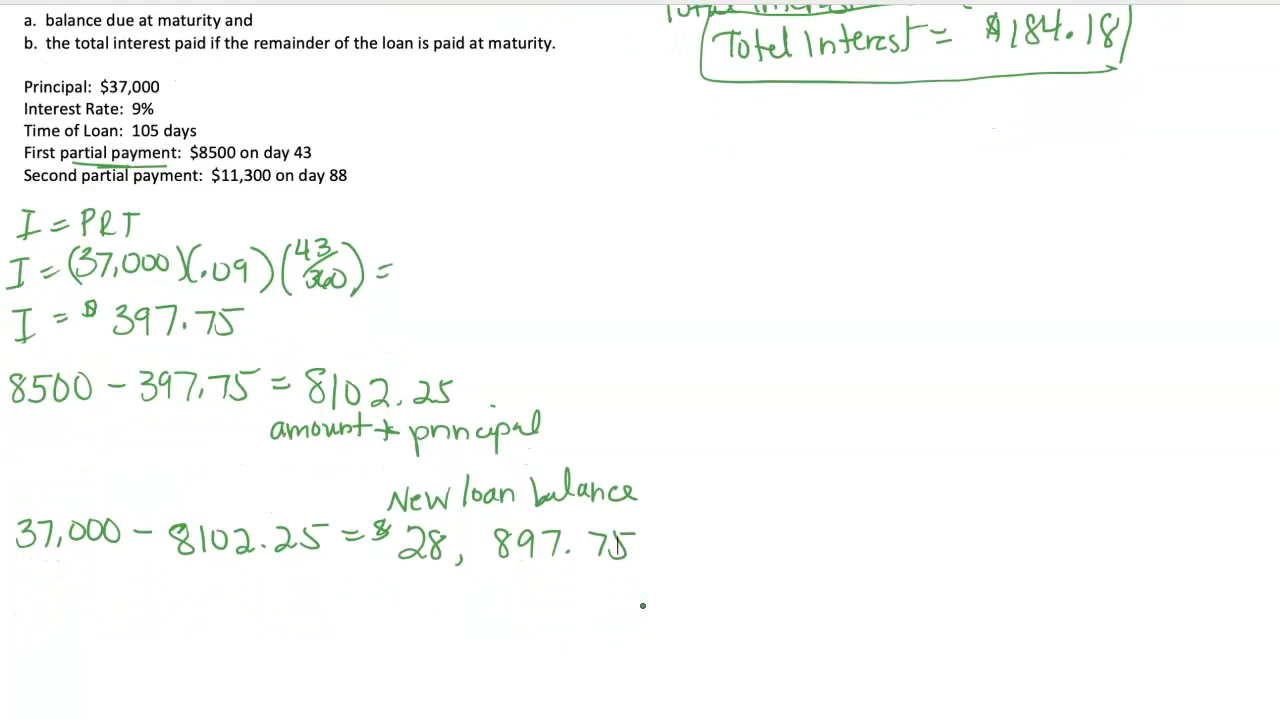 a. balance due at maturity and
b. the total interest paid if the remainder of the loan is paid at maturity.
Principal: $37,000
Interest Rate: 9%
Time of Loan: 105 days
First partial payment: $8500 on day 43
Second partial payment: $11,300 on day 88
I = PRT
I = (37,000)(.09)(43/360) =
I = $ 397.75
8500 - 397.75 = 8102.25
amount + principal
New loan balance
37,000 - 8102.25 = $ 28, 897.75
Total Interest = $184.18